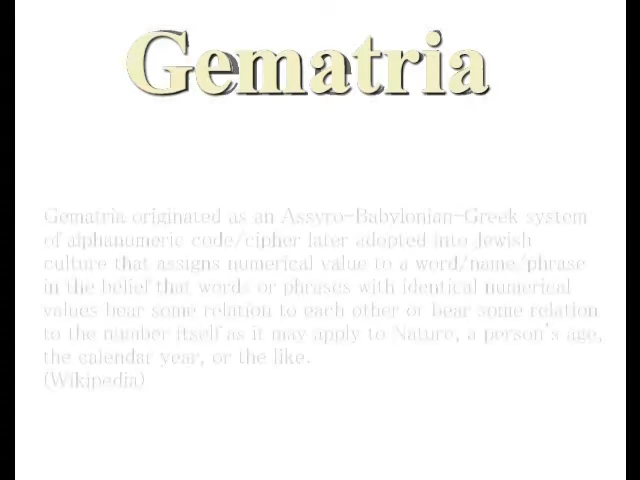 Gematria
Gematria originated as an Assyro-Babylonian-Greek system
of alphanumeric code/cipher later adopted into Jewish
culture that assigns numerical value to a word/name/phrase
in the belief that words or phrases with identical numerical
values bear some relation to each other or bear some relation
to the number itself as it may apply to Nature, a person's age,
the calendar year, or the like.
(Wikipedia)